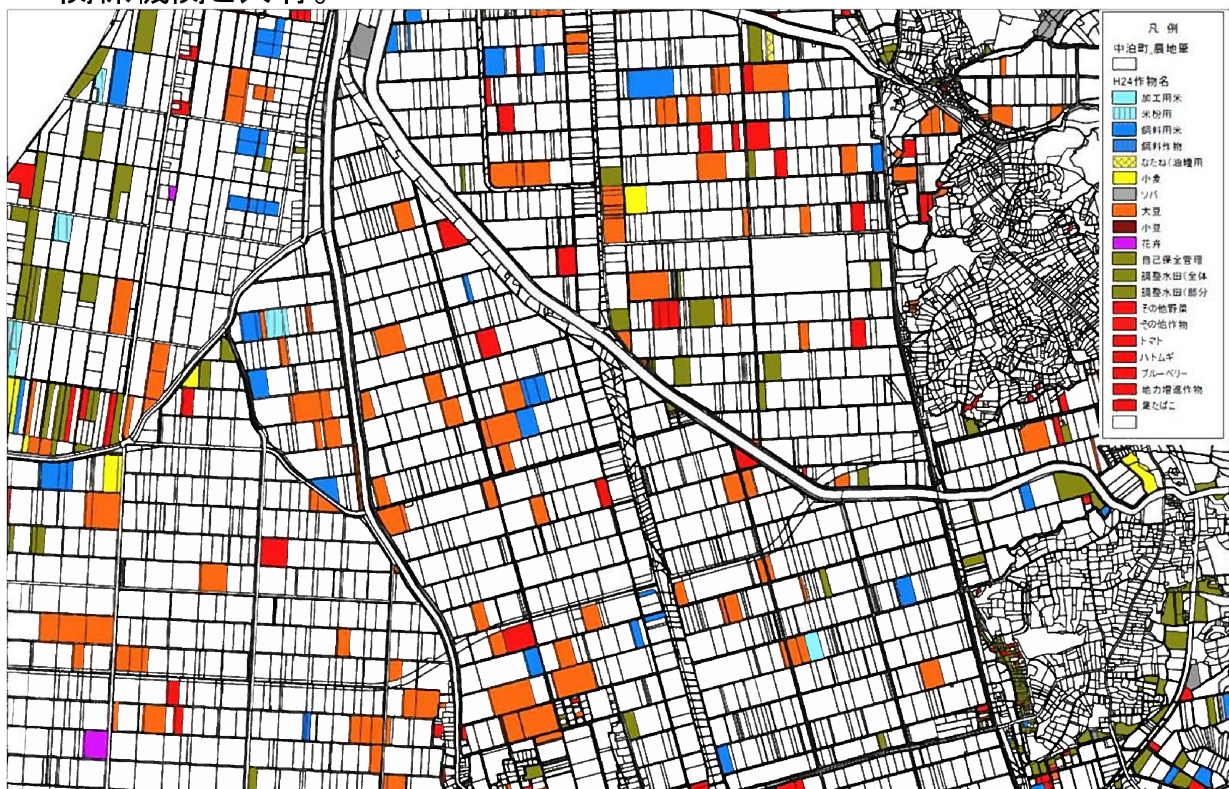 凡 例
中泊町_農地筆
H24作物名
加工用米
米粉用
飼料用米
飼料作物
なたね(油糧用
小麦
ソバ
大豆
小豆
花卉
自己保全管理
調整水田(全体
調整水田(部分
その他野菜
その他作物
トマト
ハトムギ
ブルーベリー
地力増進作物
葉たばこ